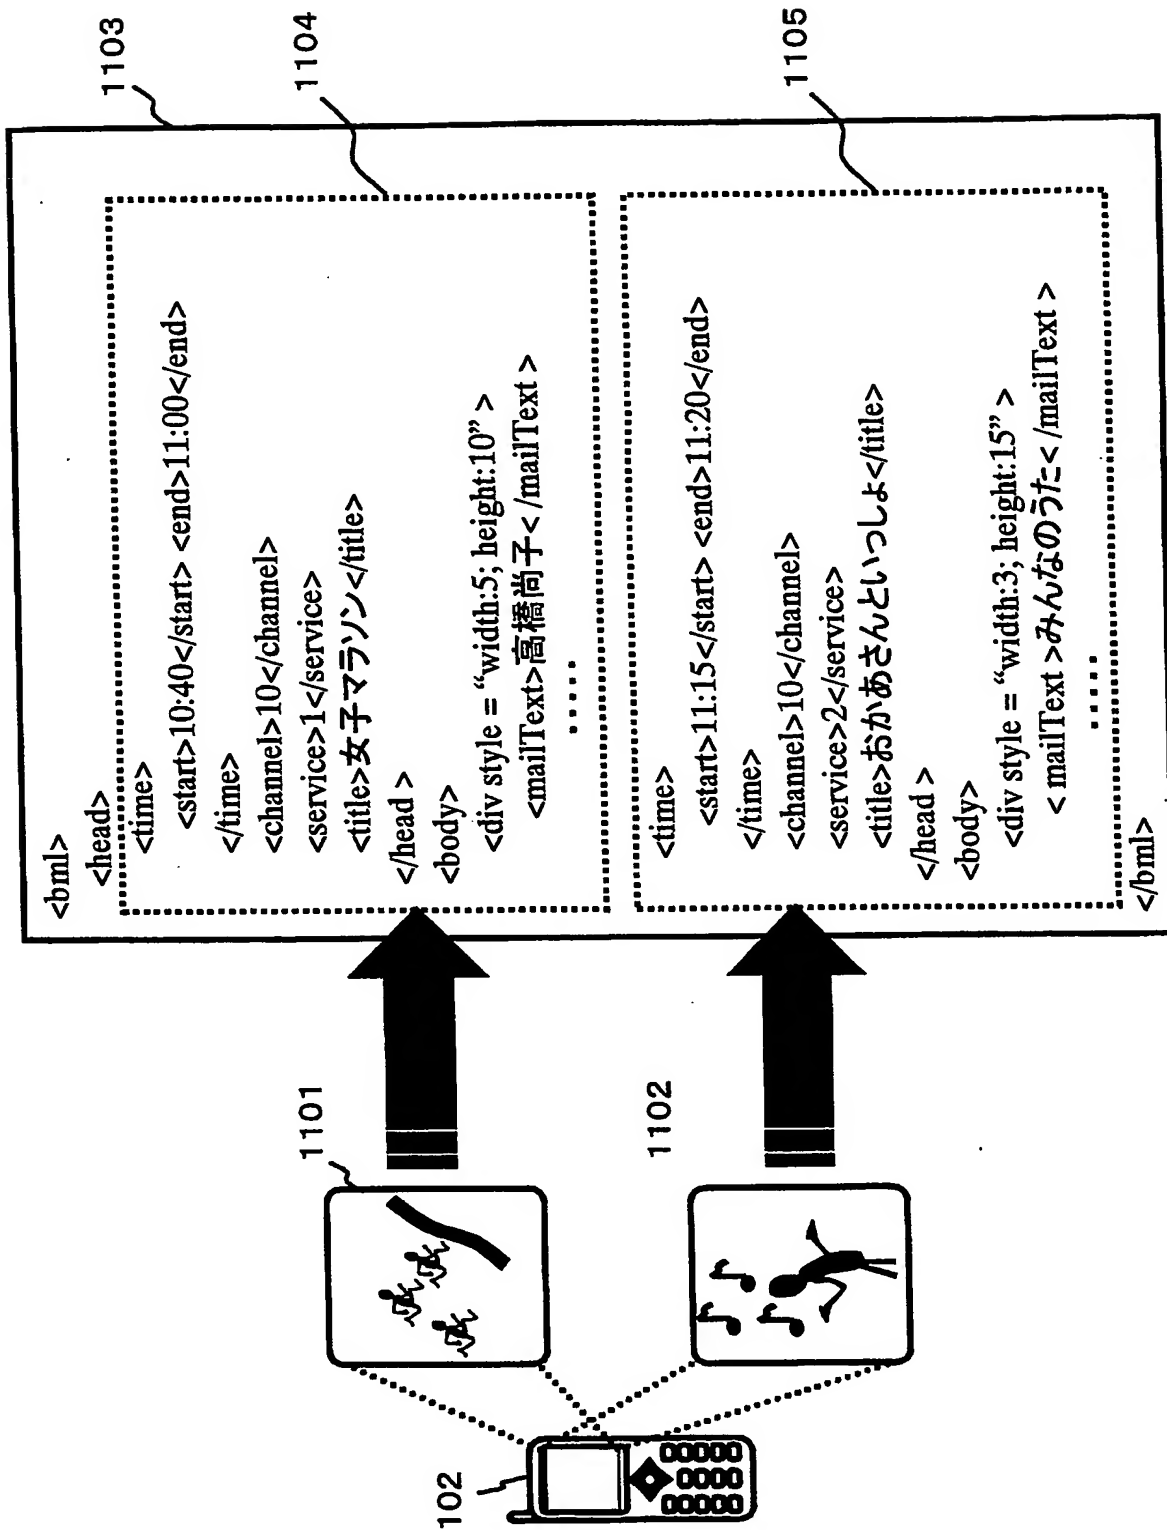 1103
1104
1105
<bml>
<head>
<time>
<start>10:40</start> <end>11:00</end>
</time>
<channel>10</channel>
<service>1</service>
<title>女子マラソン</title>
</head >
<body>
<div style = “width:5; height:10” >
<mailText>高橋尚子< /mailText >
.....
<time>
<start>11:15</start> <end>11:20</end>
</time>
<channel>10</channel>
<service>2</service>
<title>おかあさんといっしょ</title>
</head >
<body>
<div style = “width:3; height:15” >
< mailText >みんなのうた< /mailText >
.....
</bml>
1101
1102
102